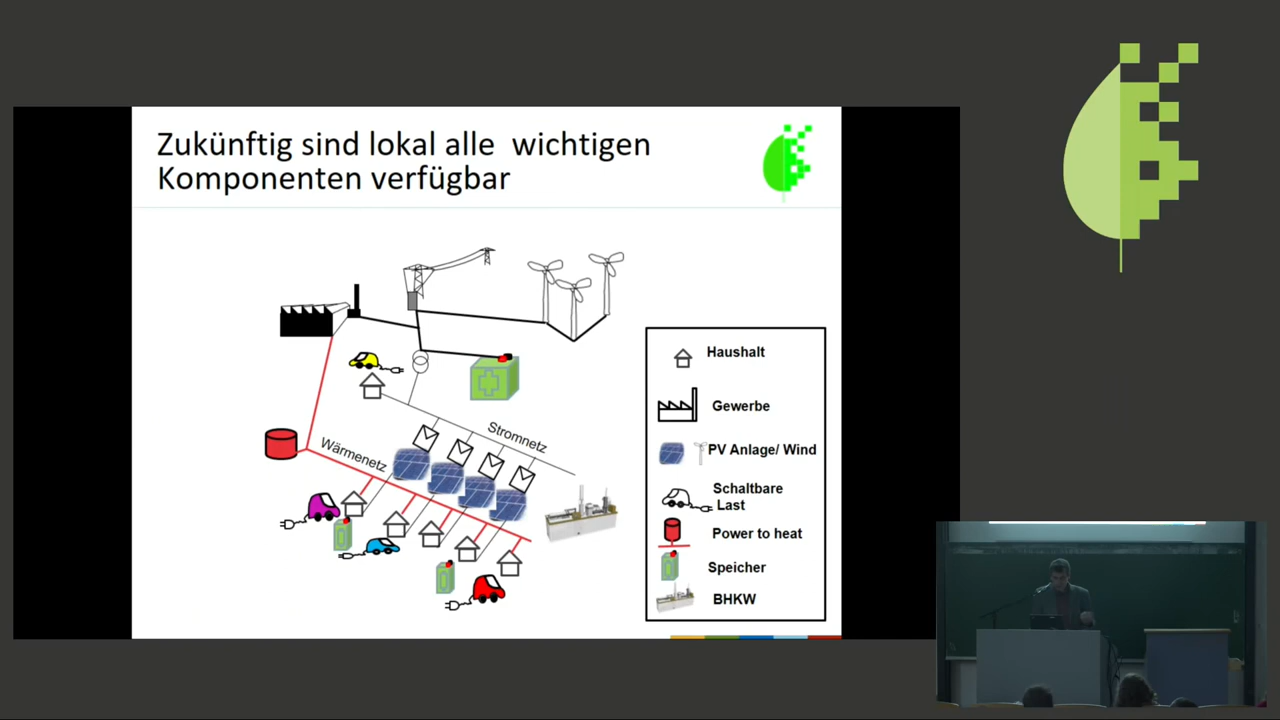 Zukünftig sind lokal alle wichtigen
Komponenten verfügbar
Stromnetz
Wärmenetz
Haushalt
Gewerbe
PV Anlage/ Wind
Schaltbare
Last
Power to heat
Speicher
BHKW